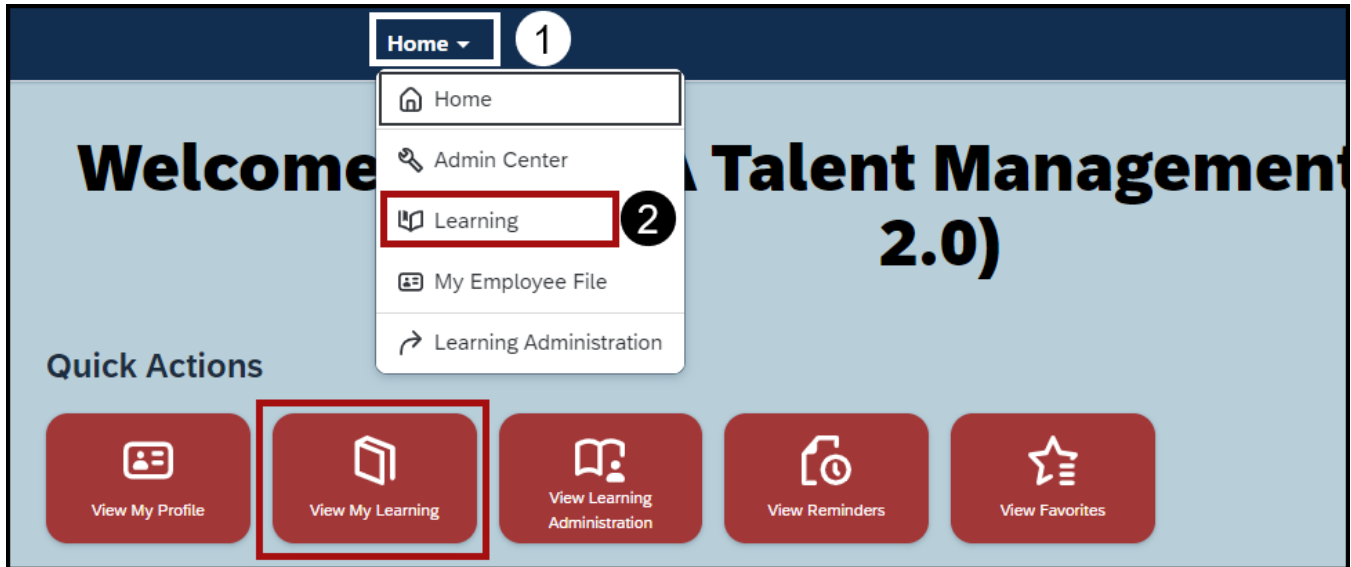 Home
1
Home
Admin Center
Welcome
Talent Management
Learning
2
2.0)
My Employee File
Learning Administration
Quick Actions
View My Profile
View My Learning
View Learning
Administration
View Reminders
View Favorites